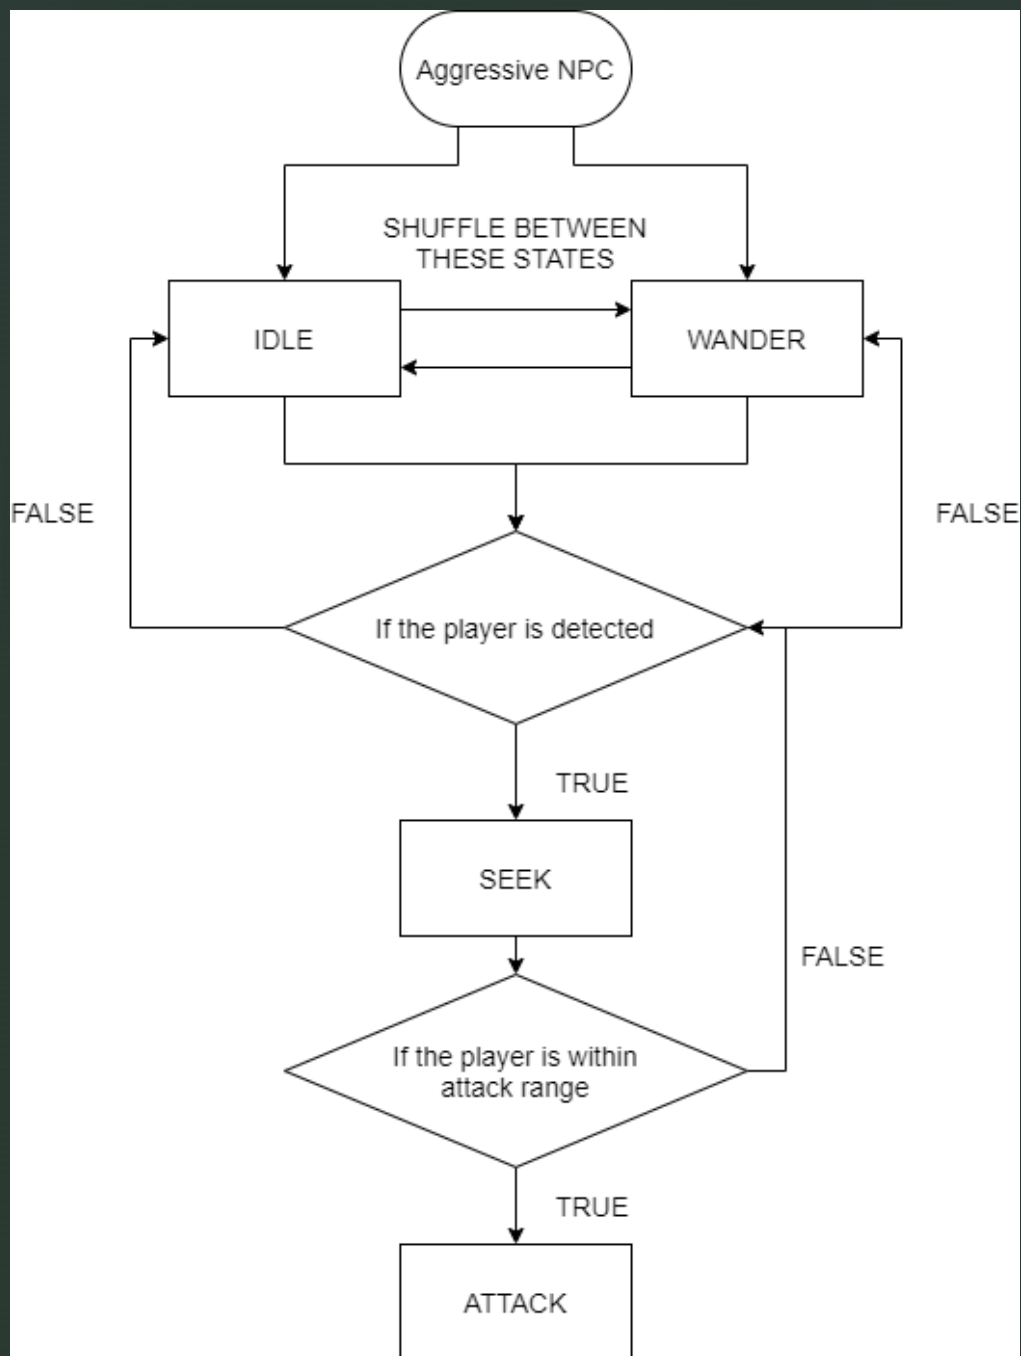 Aggressive NPC
SHUFFLE BETWEEN
THESE STATES
IDLE
WANDER
FALSE
FALSE
If the player is detected
TRUE
SEEK
FALSE
If the player is within
attack range
TRUE
ATTACK